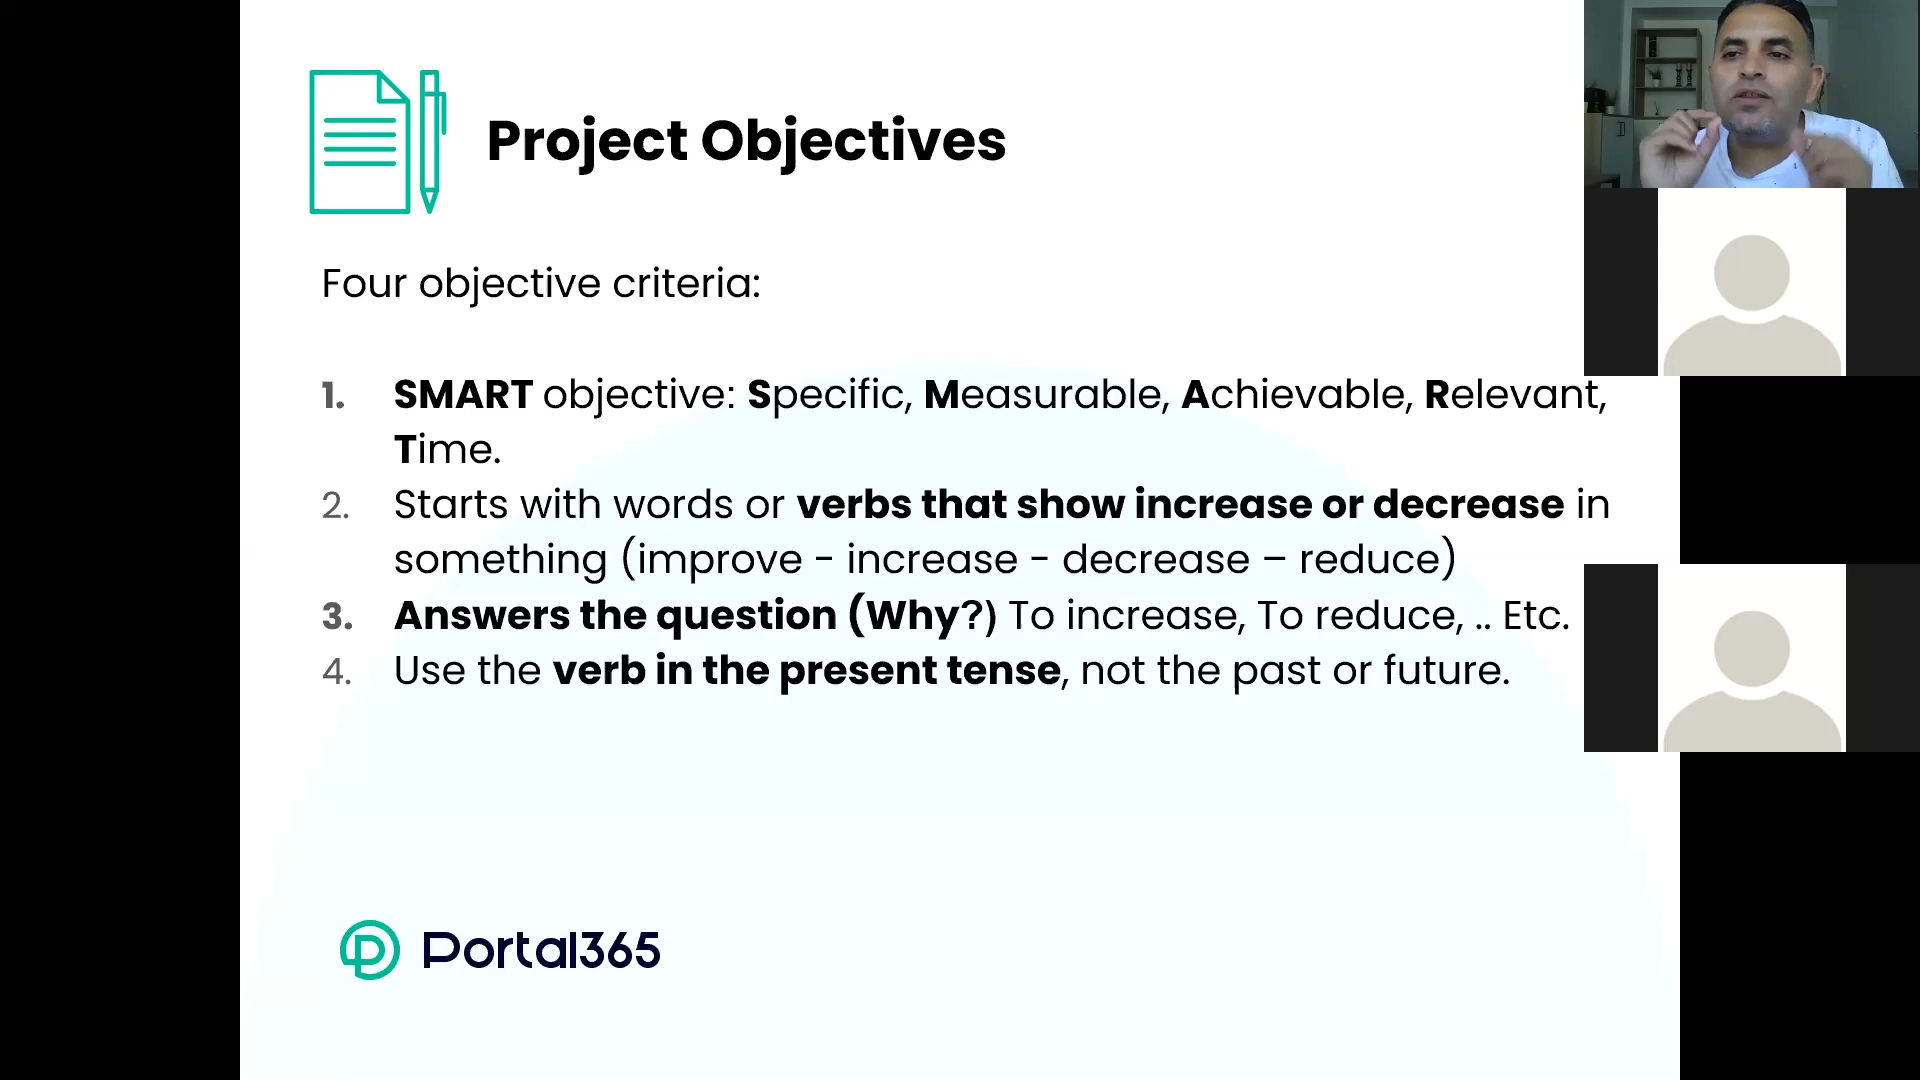 Project Objectives
Four objective criteria:
1. SMART objective: Specific, Measurable, Achievable, Relevant,
Time.
2. Starts with words or verbs that show increase or decrease in
something (improve - increase - decrease – reduce)
3. Answers the question (Why?) To increase, To reduce, .. Etc.
4. Use the verb in the present tense, not the past or future.
Portal365